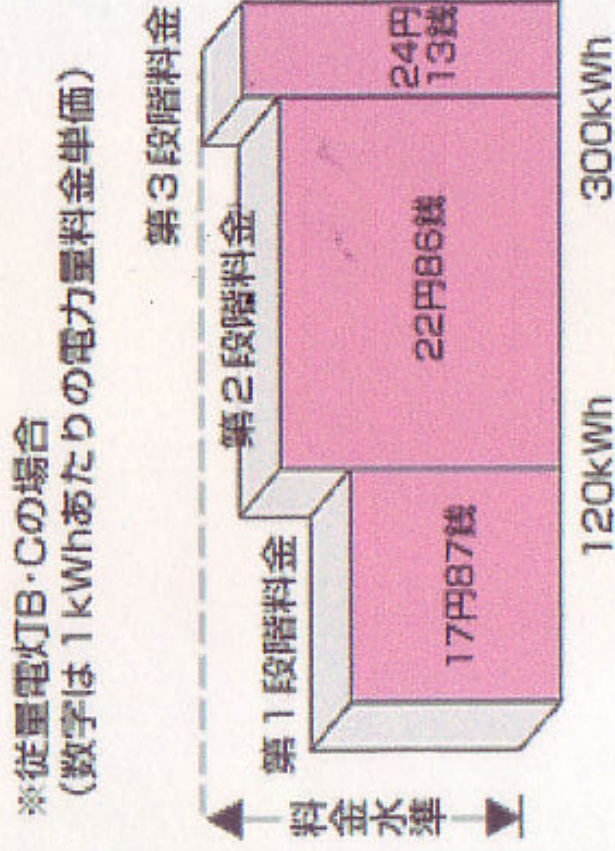 ※従量電灯B・Cの場合
(数字は1kWhあたりの電力量料金単価)
第3段階料金
第2段階料金
第1段階料金
料金水準
17円87銭
22円86銭
24円
13銭
120kWh
300kWh